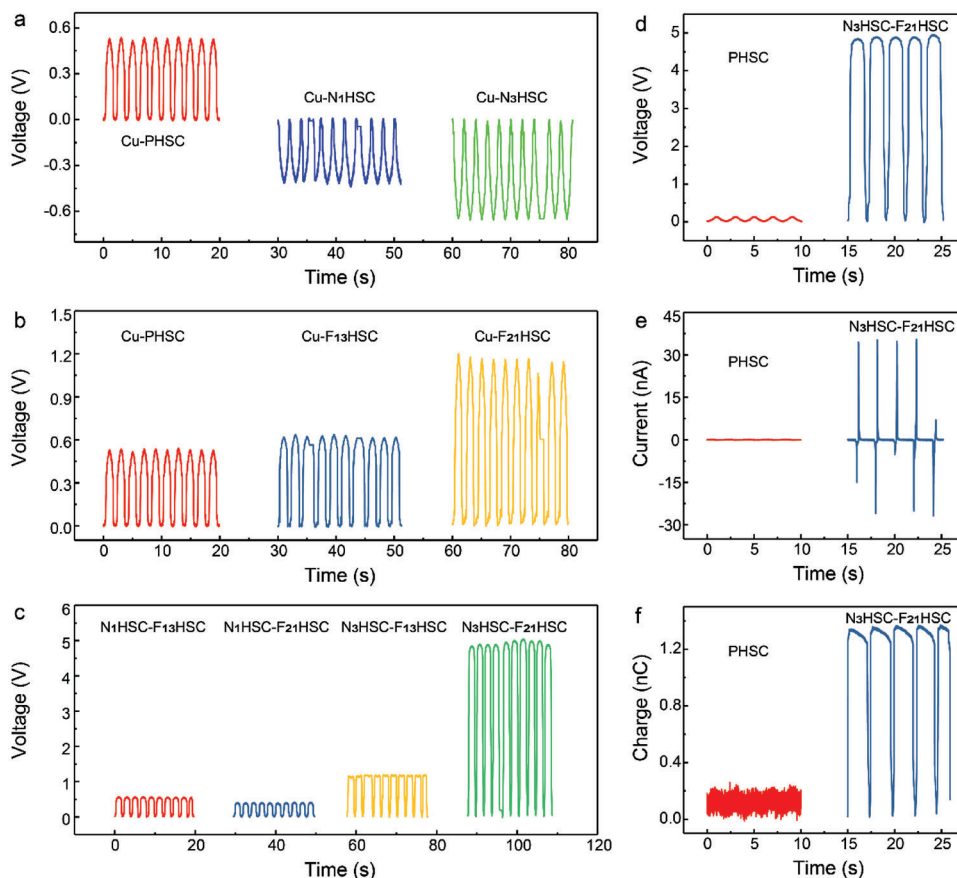 a
Voltage (V)
0.6
0.3
0.0
-0.3
-0.6
Cu-PHSC
Cu-N1HSC
Cu-N3HSC
0 20 40 60 80
Time (s)
b
Voltage (V)
1.5
1.2
0.9
0.6
0.3
0.0
Cu-PHSC
Cu-F13HSC
Cu-F21HSC
0 10 20 30 40 50 60 70 80
Time (s)
c
Voltage (V)
6
5
4
3
2
1
0
N1HSC-F13HSC
N1HSC-F21HSC
N3HSC-F13HSC
N3HSC-F21HSC
0 20 40 60 80 100 120
Time (s)
d
Voltage (V)
5
4
3
2
1
0
PHSC
N3HSC-F21HSC
0 5 10 15 20 25
Time (s)
e
Current (nA)
45
30
15
0
-15
-30
PHSC
N3HSC-F21HSC
0 5 10 15 20 25
Time (s)
f
Charge (nC)
1.2
0.8
0.4
0.0
PHSC
N3HSC-F21HSC
0 5 10 15 20 25
Time (s)